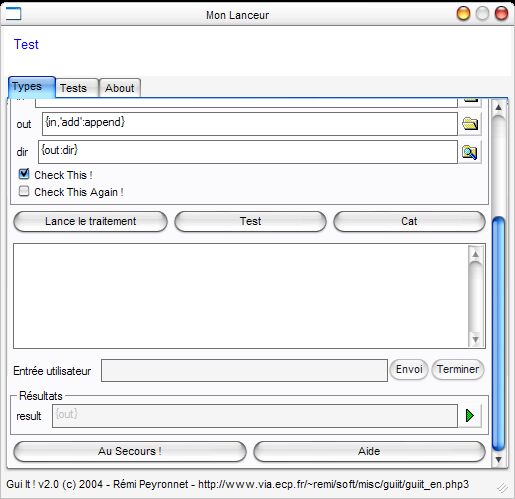 Mon Lanceur
Test
Types Tests About
out {in,'add':append}
dir {out:dir}
Check This !
Check This Again !
Lance le traitement Test Cat
Entrée utilisateur Envoi Terminer
Résultats
result {out}
Au Secours ! Aide
Gui It ! v2.0 (c) 2004 - Rémi Peyronnet - http://www.via.ecp.fr/~remi/soft/misc/guiit/guiit_en.php3